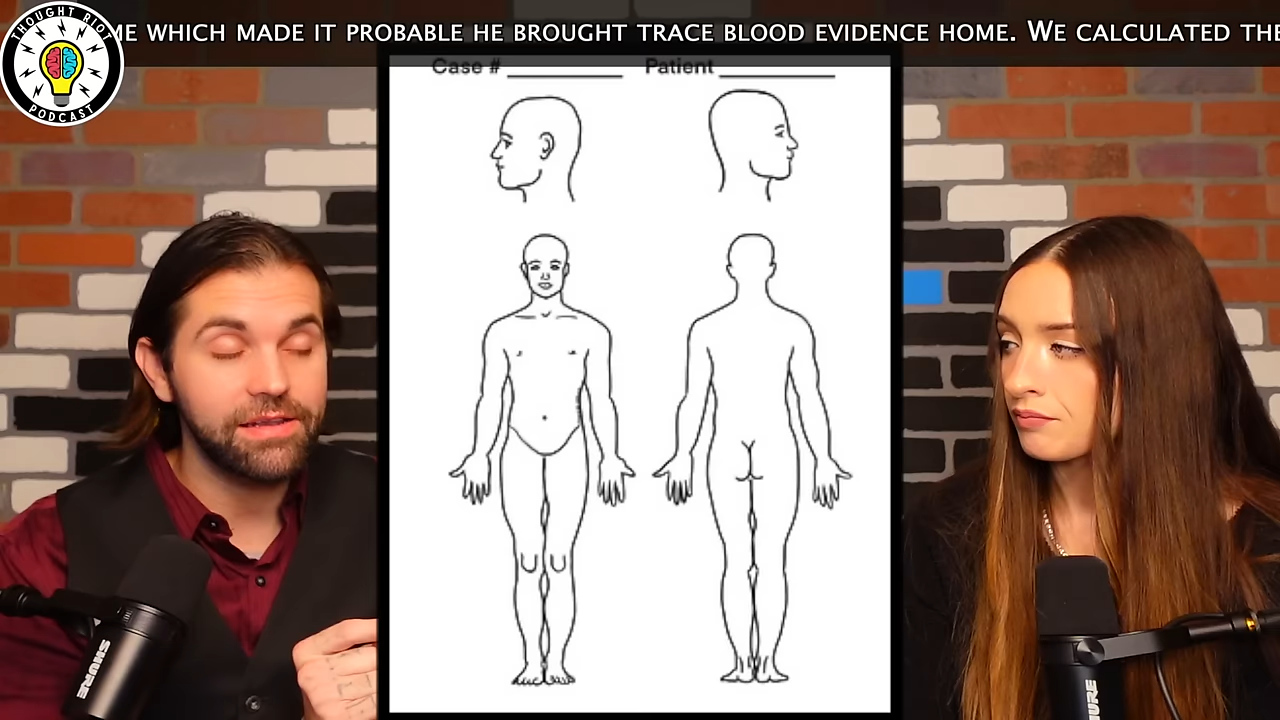 THOUGHT RIOT
PODCAST
ME WHICH MADE IT PROBABLE HE BROUGHT TRACE BLOOD EVIDENCE HOME. WE CALCULATED THE
Case # Patient
SHURE
URE